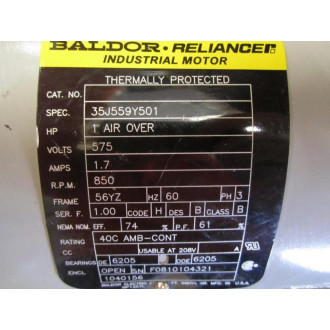 BALDOR • RELIANCER
INDUSTRIAL MOTOR
THERMALLY PROTECTED
CAT. NO.
SPEC. 35J559Y501
HP 1 AIR OVER
VOLTS 575
AMPS 1.7
R.P.M. 850
FRAME 56YZ HZ 60 PH 3
SER. F. 1.00 CODE H DES B CLASS B
NEMA NOM. EFF. 74 % P.F. 61 %
RATING 40C AMB-CONT
CC USABLE AT 208V A
BEARINGS DE 6205 ODE 6205
ENCL OPEN SN F0810104321
1040156
BALDOR